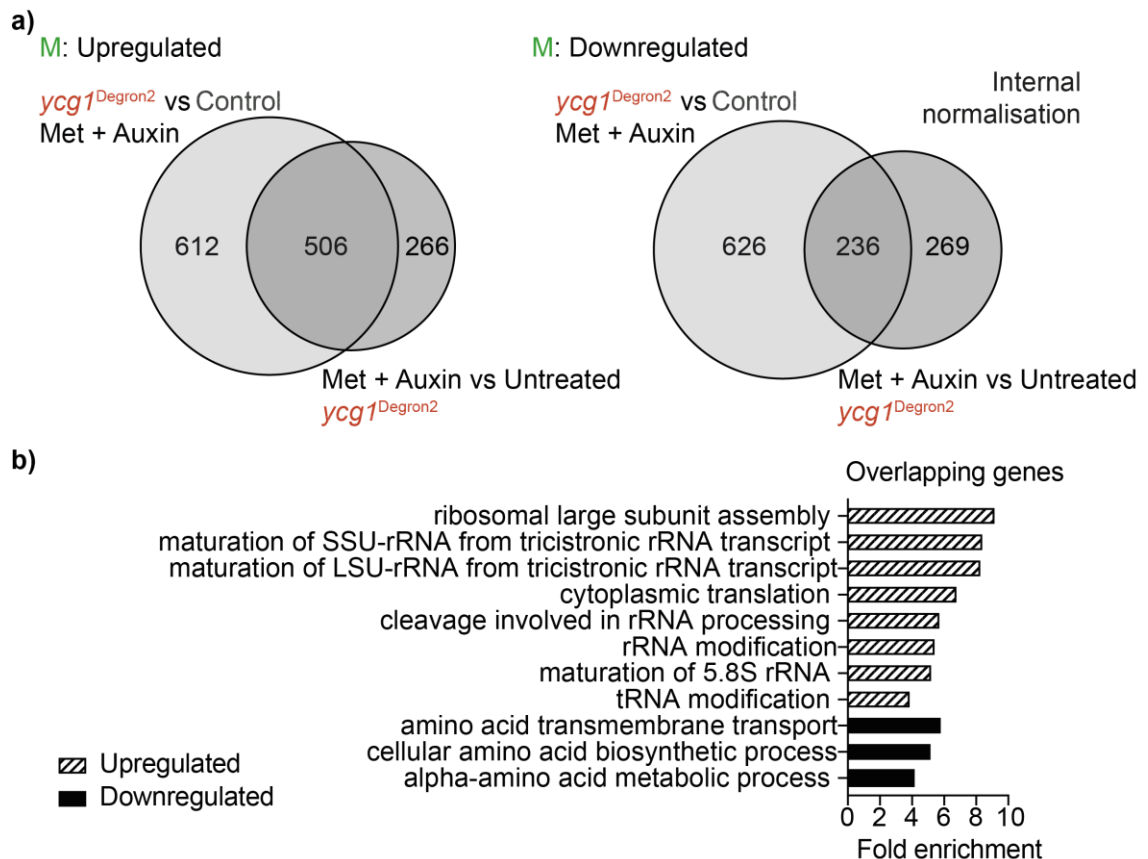 a)
M: Upregulated
ycg1Degron2 vs Control
Met + Auxin
612
506
266
Met + Auxin vs Untreated
ycg1Degron2
M: Downregulated
Internal
normalisation
ycg1Degron2 vs Control
Met + Auxin
626
236
269
Met + Auxin vs Untreated
ycg1Degron2
b)
Overlapping genes
ribosomal large subunit assembly
maturation of SSU-rRNA from tricistronic rRNA transcript
maturation of LSU-rRNA from tricistronic rRNA transcript
cytoplasmic translation
cleavage involved in rRNA processing
rRNA modification
maturation of 5.8S rRNA
tRNA modification
amino acid transmembrane transport
cellular amino acid biosynthetic process
alpha-amino acid metabolic process
Upregulated
Downregulated
0 2 4 6 8 10
Fold enrichment